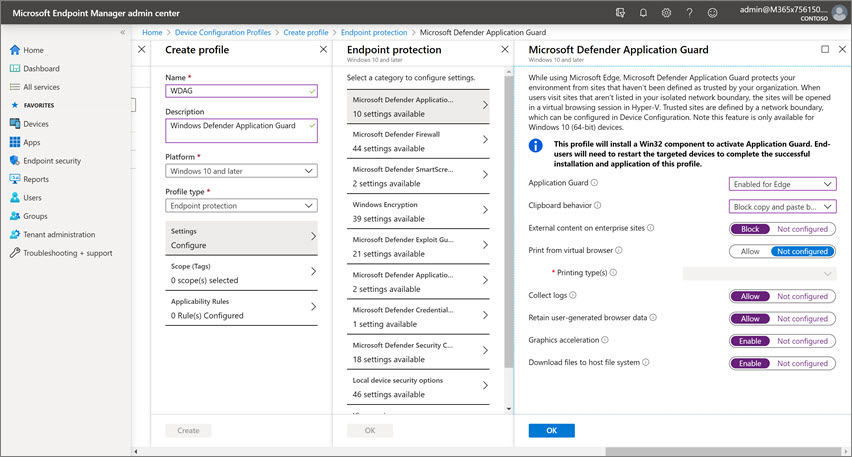 Microsoft Endpoint Manager admin center
admin@M365x756150....
CONTOSO
Home > Device Configuration Profiles > Create profile > Endpoint protection > Microsoft Defender Application Guard
Home
Dashboard
All services
FAVORITES
Devices
Apps
Endpoint security
Reports
Users
Groups
Tenant administration
Troubleshooting + support
Create profile
Name *
WDAG
Description
Windows Defender Application Guard
Platform *
Windows 10 and later
Profile type *
Endpoint protection
Settings
Configure
Scope (Tags)
0 scope(s) selected
Applicability Rules
0 Rule(s) Configured
Create
Endpoint protection
Windows 10 and later
Select a category to configure settings.
Microsoft Defender Applicatio...
10 settings available
Microsoft Defender Firewall
44 settings available
Microsoft Defender SmartScre...
2 settings available
Windows Encryption
39 settings available
Microsoft Defender Exploit Gu...
21 settings available
Microsoft Defender Applicatio...
2 settings available
Microsoft Defender Credential...
1 setting available
Microsoft Defender Security C...
18 settings available
Local device security options
46 settings available
OK
Microsoft Defender Application Guard
Windows 10 and later
While using Microsoft Edge, Microsoft Defender Application Guard protects your
environment from sites that haven't been defined as trusted by your organization. When
users visit sites that aren't listed in your isolated network boundary, the sites will be opened
in a virtual browsing session in Hyper-V. Trusted sites are defined by a network boundary,
which can be configured in Device Configuration. Note this feature is only available for
Windows 10 (64-bit) devices.
This profile will install a Win32 component to activate Application Guard. End-
users will need to restart the targeted devices to complete the successful
installation and application of this profile.
Application Guard Enabled for Edge
Clipboard behavior Block copy and paste b...
External content on enterprise sites Block Not configured
Print from virtual browser Allow Not configured
* Printing type(s)
Collect logs Allow Not configured
Retain user-generated browser data Allow Not configured
Graphics acceleration Enable Not configured
Download files to host file system Enable Not configured
OK